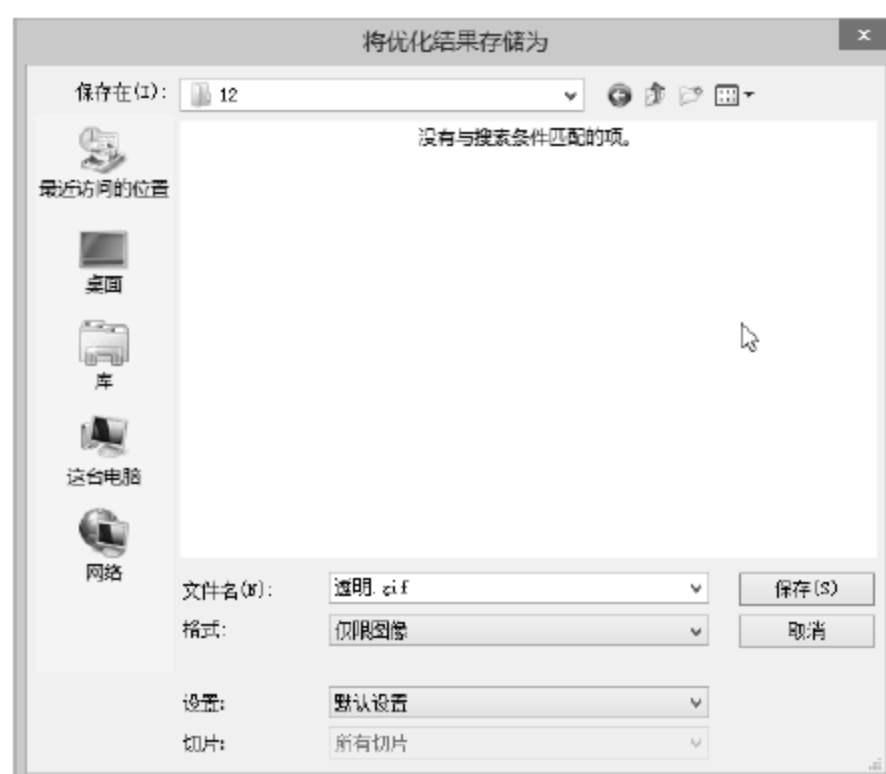 将优化结果存储为
保存在(I): 12
没有与搜索条件匹配的项。
最近访问的位置
桌面
库
这台电脑
网络
文件名(N): 透明.gif 保存(S)
格式: 仅限图像 取消
设置: 默认设置
切片: 所有切片